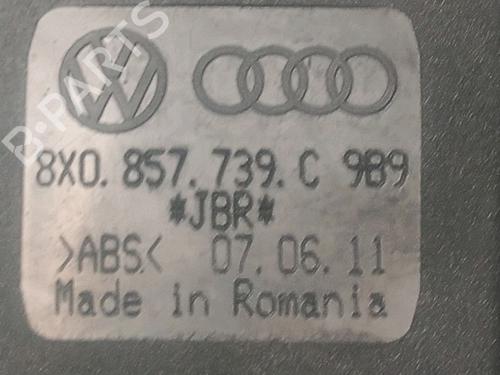 B-PARTS
8X0.857.739.C 9B9
*JBR*
>ABS< 07.06.11
Made in Romania